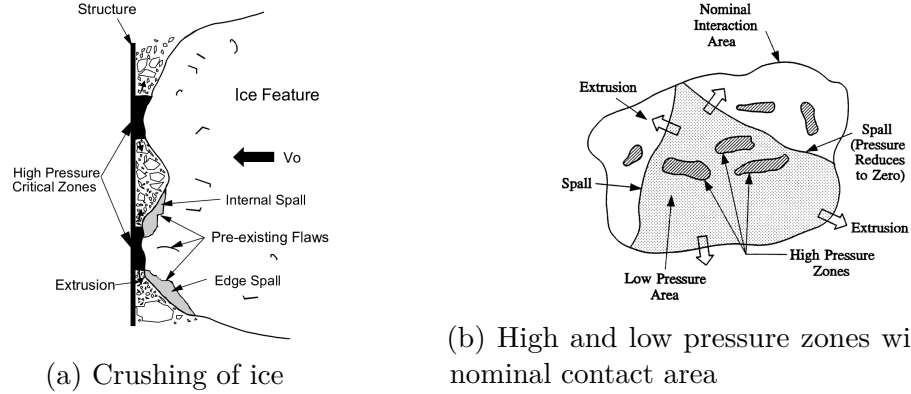 Structure
Ice Feature
Vo
High Pressure
Critical Zones
Internal Spall
Pre-existing Flaws
Extrusion
Edge Spall
(a) Crushing of ice
Nominal
Interaction
Area
Extrusion
Spall
(Pressure
Reduces
to Zero)
Spall
Extrusion
High Pressure
Zones
Low Pressure
Area
(b) High and low pressure zones wi
nominal contact area